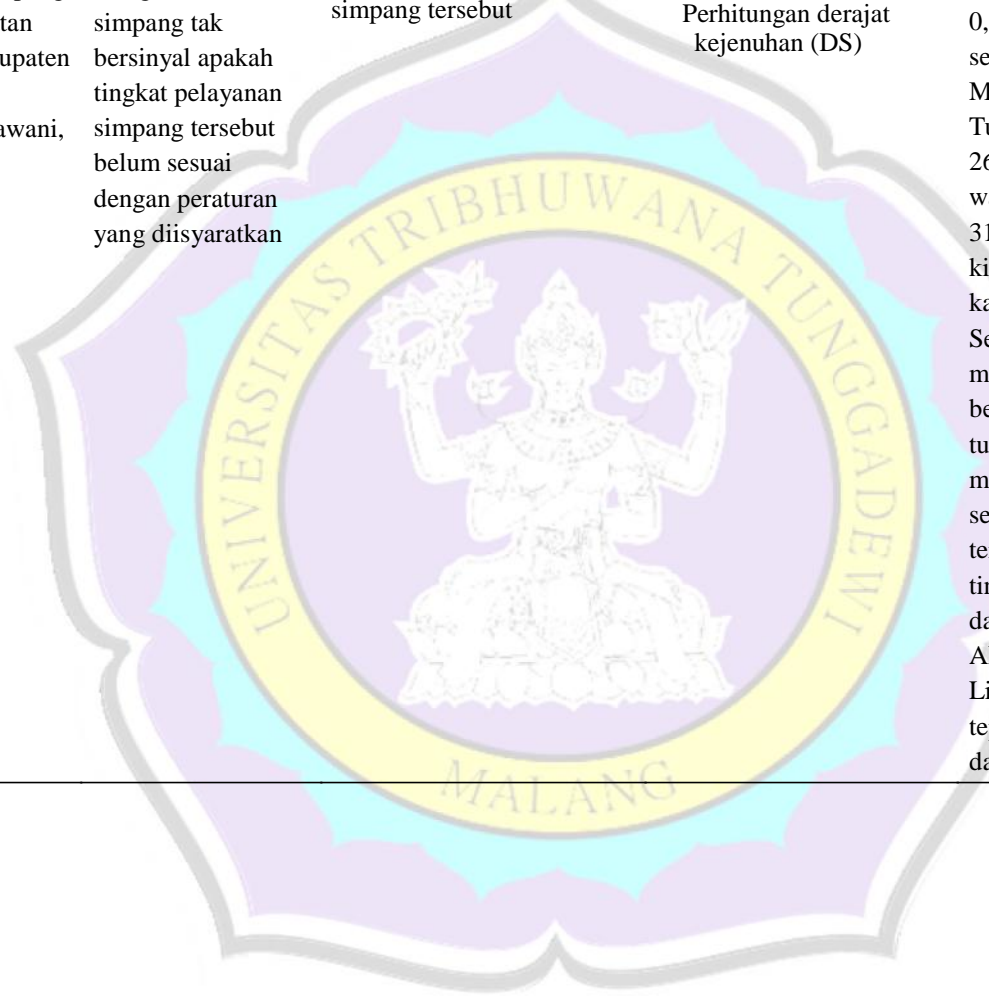 tan
upaten
awani,
simpang tak
bersinyal apakah
tingkat pelayanan
simpang tersebut
belum sesuai
dengan peraturan
yang diisyaratkan
simpang tersebut
Perhitungan derajat
kejenuhan (DS)
0,
se
M
Tu
26
31
ki
ka
Se
m
be
tu
m
se
te
tin
da
Li
te
da
UNIVERSITAS TRIBHUWANA TUNGGADEWI
MALANG